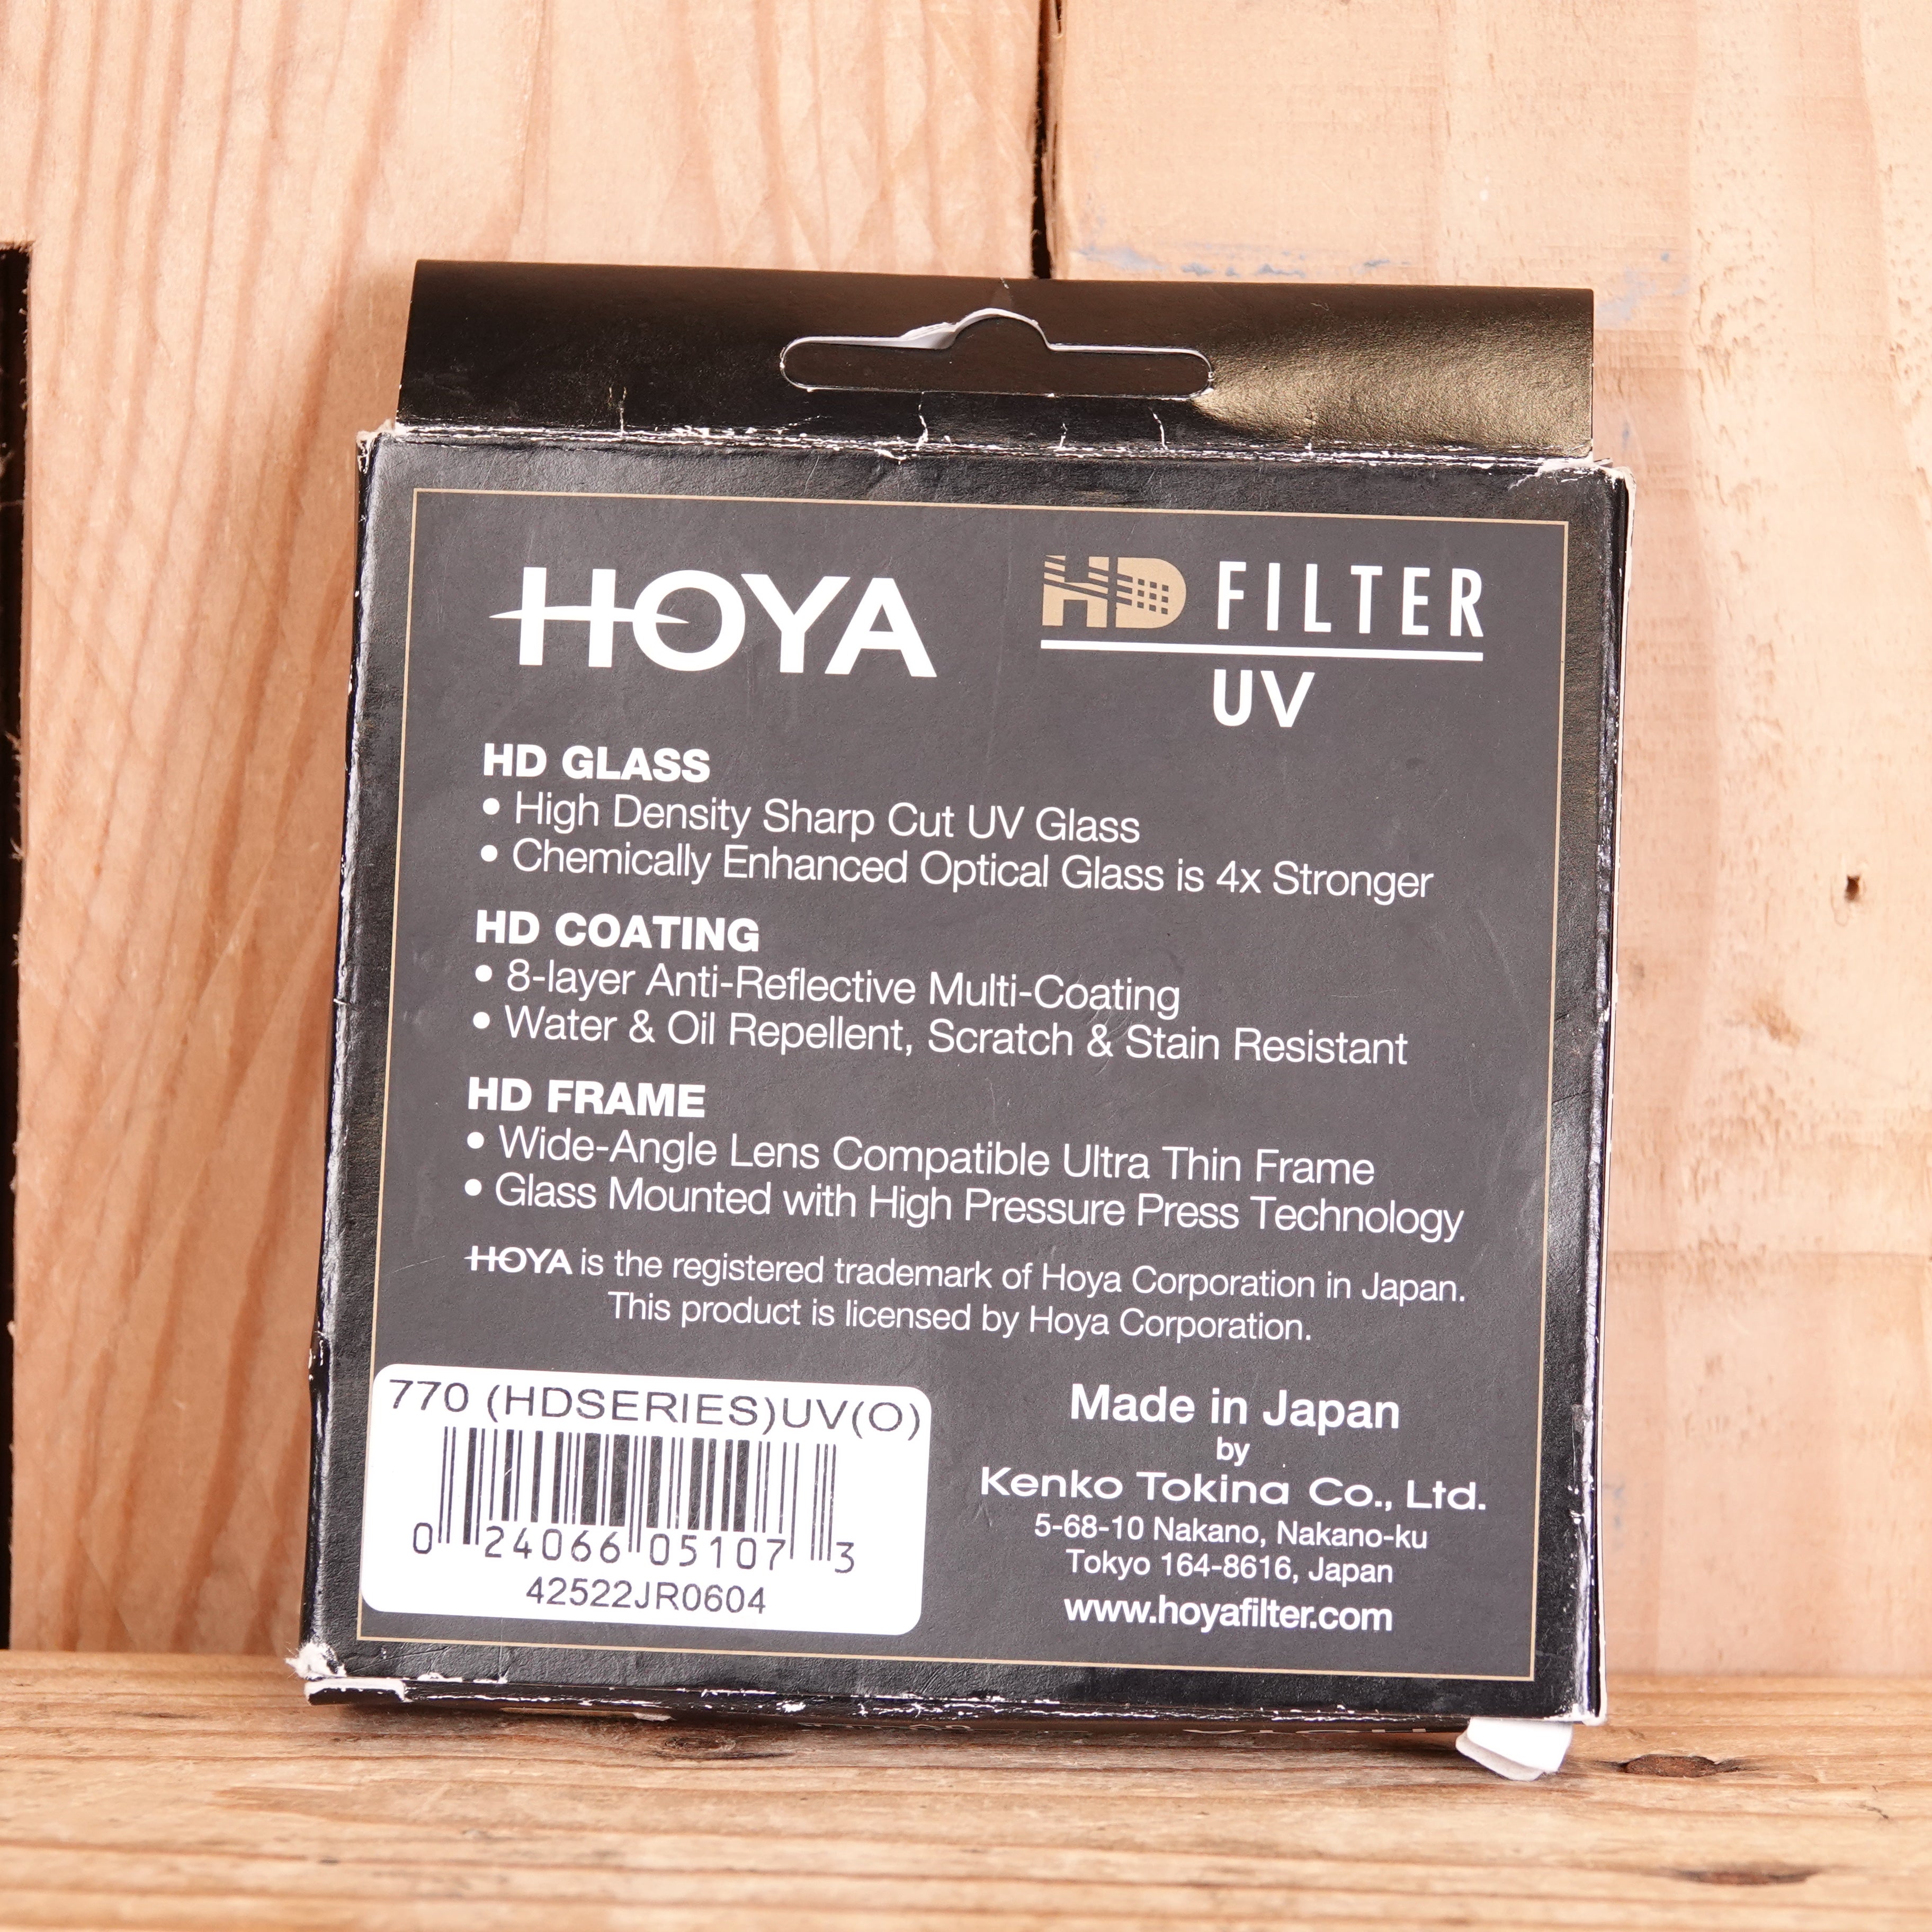 HOYA
HD FILTER
UV
HD GLASS
• High Density Sharp Cut UV Glass
• Chemically Enhanced Optical Glass is 4x Stronger
HD COATING
• 8-layer Anti-Reflective Multi-Coating
• Water & Oil Repellent, Scratch & Stain Resistant
HD FRAME
• Wide-Angle Lens Compatible Ultra Thin Frame
• Glass Mounted with High Pressure Press Technology
HOYA is the registered trademark of Hoya Corporation in Japan.
This product is licensed by Hoya Corporation.
770 (HDSERIES)UV(O)
0 24066 05107 3
42522JR0604
Made in Japan
by
Kenko Tokina Co., Ltd.
5-68-10 Nakano, Nakano-ku
Tokyo 164-8616, Japan
www.hoyafilter.com